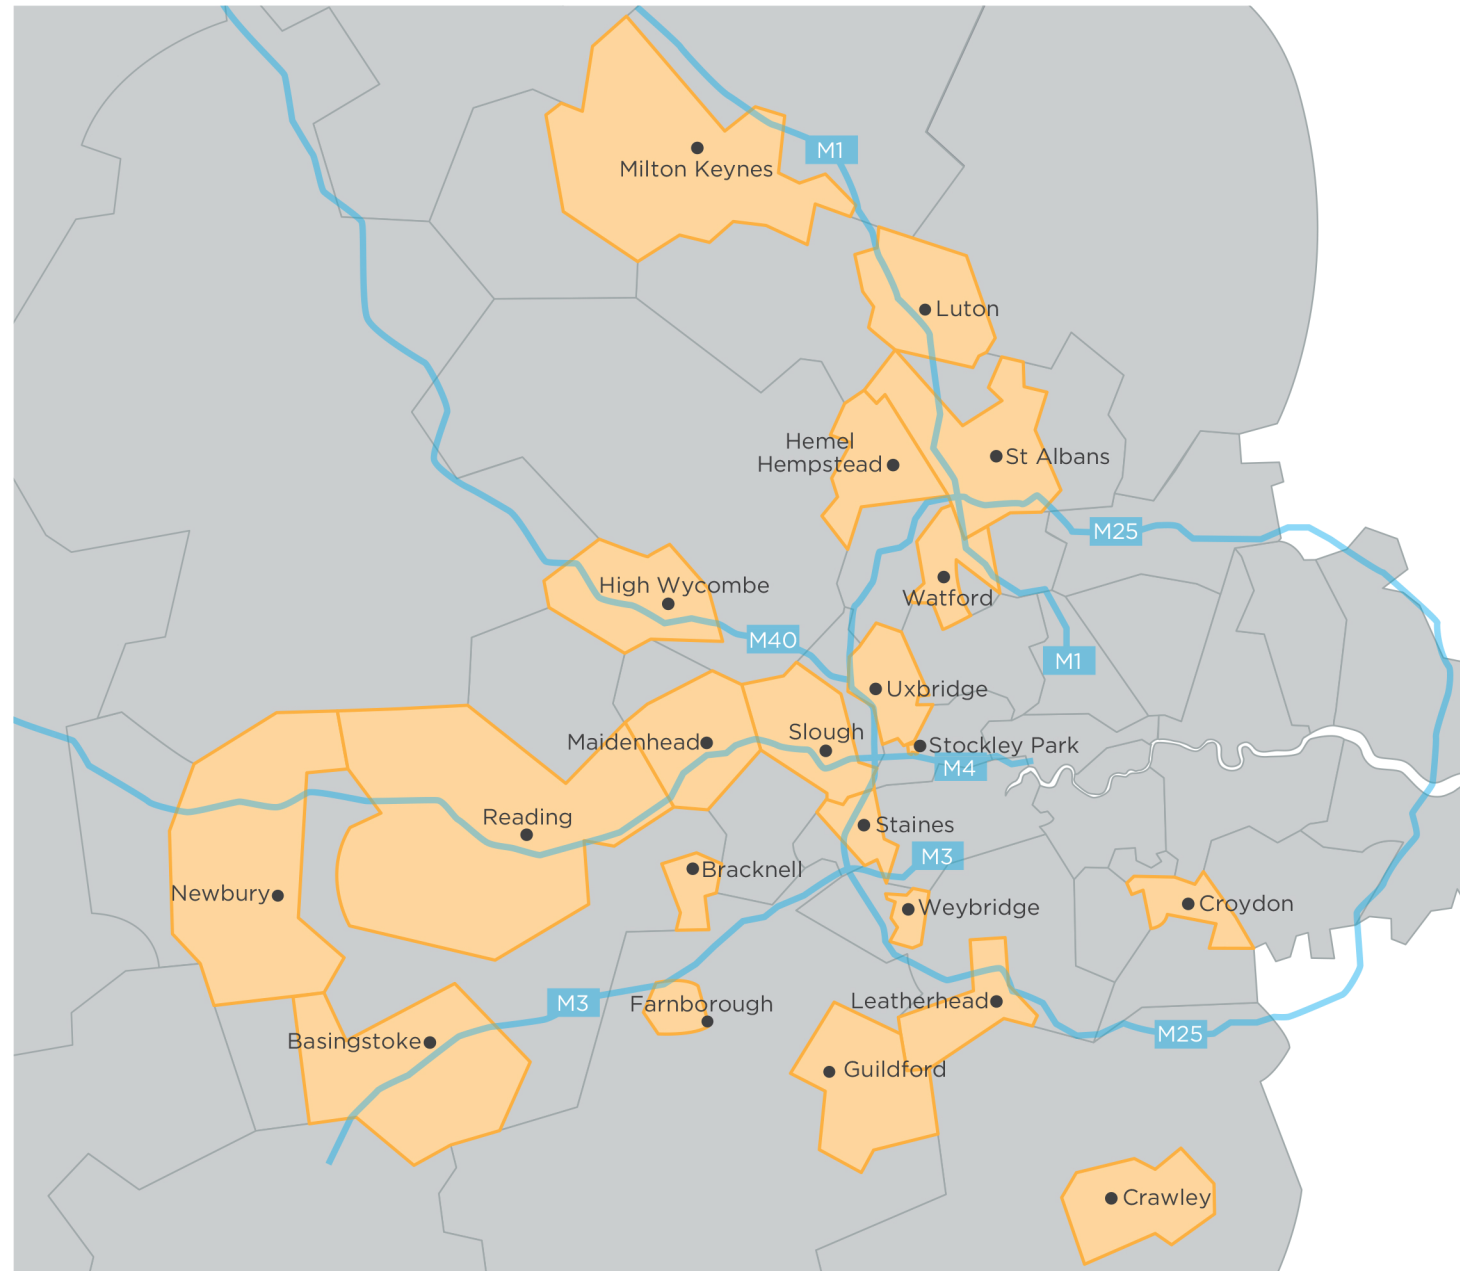 M1
Milton Keynes
Luton
Hemel
Hempstead
St Albans
M25
High Wycombe
Watford
M40
M1
Uxbridge
Slough
Maidenhead
Stockley Park
M4
Reading
Staines
M3
Bracknell
Newbury
Weybridge
Croydon
M3
Farnborough
Leatherhead
M25
Basingstoke
Guildford
Crawley